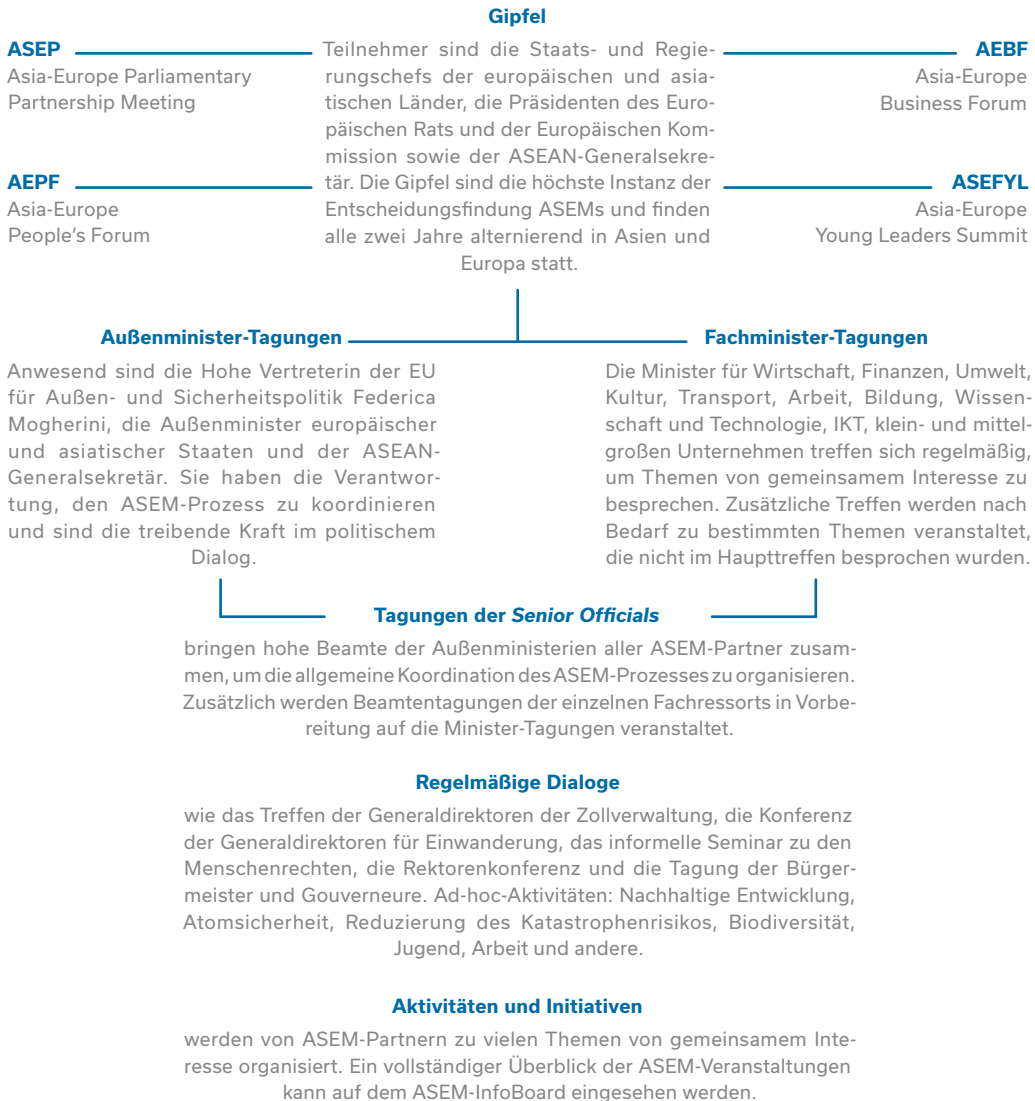 Gipfel
ASEP
Asia-Europe Parliamentary
Partnership Meeting
AEPF
Asia-Europe
People's Forum
Teilnehmer sind die Staats- und Regie-
rungschefs der europäischen und asia-
tischen Länder, die Präsidenten des Euro-
päischen Rats und der Europäischen Kom-
mission sowie der ASEAN-Generalsekre-
tär. Die Gipfel sind die höchste Instanz der
Entscheidungsfindung ASEMs und finden
alle zwei Jahre alternierend in Asien und
Europa statt.
AEBF
Asia-Europe
Business Forum
ASEFYL
Asia-Europe
Young Leaders Summit
Außenminister-Tagungen
Anwesend sind die Hohe Vertreterin der EU
für Außen- und Sicherheitspolitik Federica
Mogherini, die Außenminister europäischer
und asiatischer Staaten und der ASEAN-
Generalsekretär. Sie haben die Verantwor-
tung, den ASEM-Prozess zu koordinieren
und sind die treibende Kraft im politischem
Dialog.
Fachminister-Tagungen
Die Minister für Wirtschaft, Finanzen, Umwelt,
Kultur, Transport, Arbeit, Bildung, Wissen-
schaft und Technologie, IKT, klein- und mittel-
großen Unternehmen treffen sich regelmäßig,
um Themen von gemeinsamem Interesse zu
besprechen. Zusätzliche Treffen werden nach
Bedarf zu bestimmten Themen veranstaltet,
die nicht im Haupttreffen besprochen wurden.
Tagungen der Senior Officials
bringen hohe Beamte der Außenministerien aller ASEM-Partner zusam-
men, um die allgemeine Koordination des ASEM-Prozesses zu organisieren.
Zusätzlich werden Beamtentagungen der einzelnen Fachressorts in Vorbe-
reitung auf die Minister-Tagungen veranstaltet.
Regelmäßige Dialoge
wie das Treffen der Generaldirektoren der Zollverwaltung, die Konferenz
der Generaldirektoren für Einwanderung, das informelle Seminar zu den
Menschenrechten, die Rektorenkonferenz und die Tagung der Bürger-
meister und Gouverneure. Ad-hoc-Aktivitäten: Nachhaltige Entwicklung,
Atomsicherheit, Reduzierung des Katastrophenrisikos, Biodiversität,
Jugend, Arbeit und andere.
Aktivitäten und Initiativen
werden von ASEM-Partnern zu vielen Themen von gemeinsamem Inte-
resse organisiert. Ein vollständiger Überblick der ASEM-Veranstaltungen
kann auf dem ASEM-InfoBoard eingesehen werden.